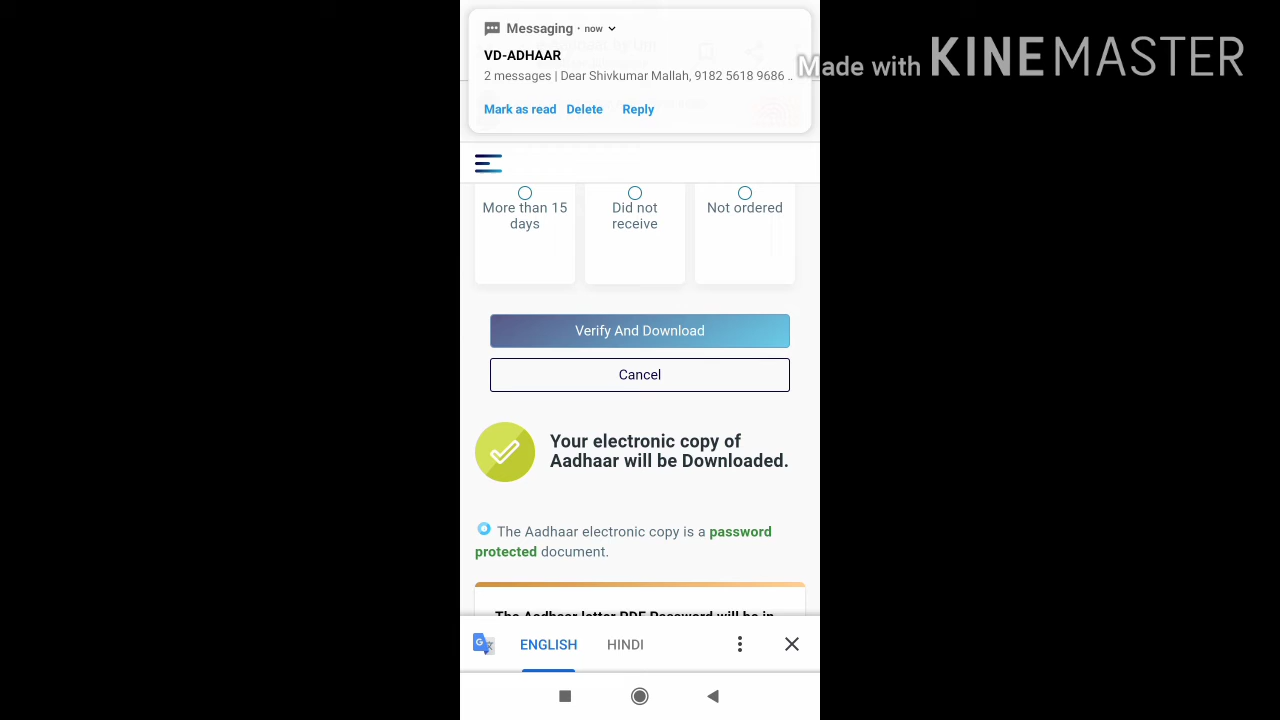 Messaging · now
VD-ADHAAR
2 messages | Dear Shivkumar Mallah, 9182 5618 9686 ..
Mark as read Delete Reply
Made with KINEMASTER
More than 15
days
Did not
receive
Not ordered
Verify And Download
Cancel
Your electronic copy of
Aadhaar will be Downloaded.
The Aadhaar electronic copy is a password
protected document.
The Aadhaar letter PDF Password will be in
ENGLISH HINDI